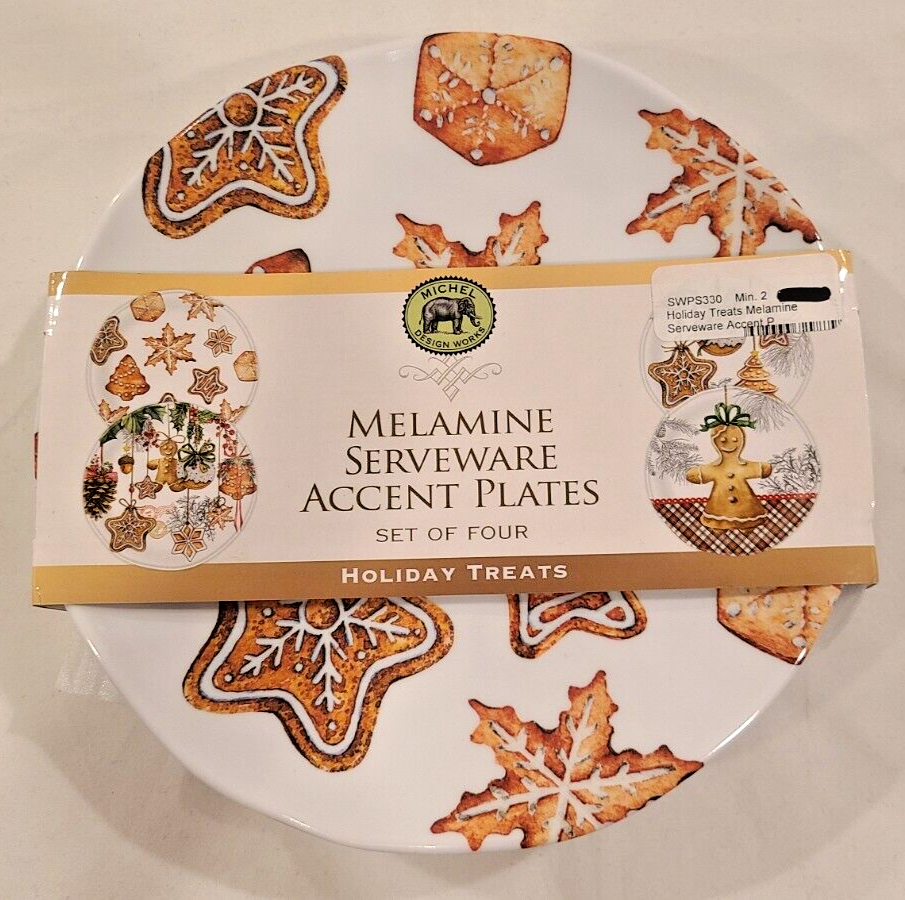 MICHEL
DESIGN WORKS
SWPS330 Min. 2
Holiday Treats Melamine
Serveware Accent P
MELAMINE
SERVEWARE
ACCENT PLATES
SET OF FOUR
HOLIDAY TREATS